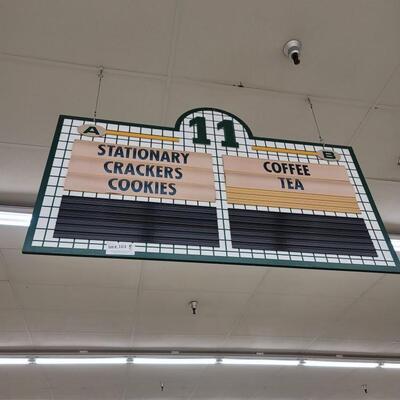 11
A
STATIONARY
CRACKERS
COOKIES
B
COFFEE
TEA